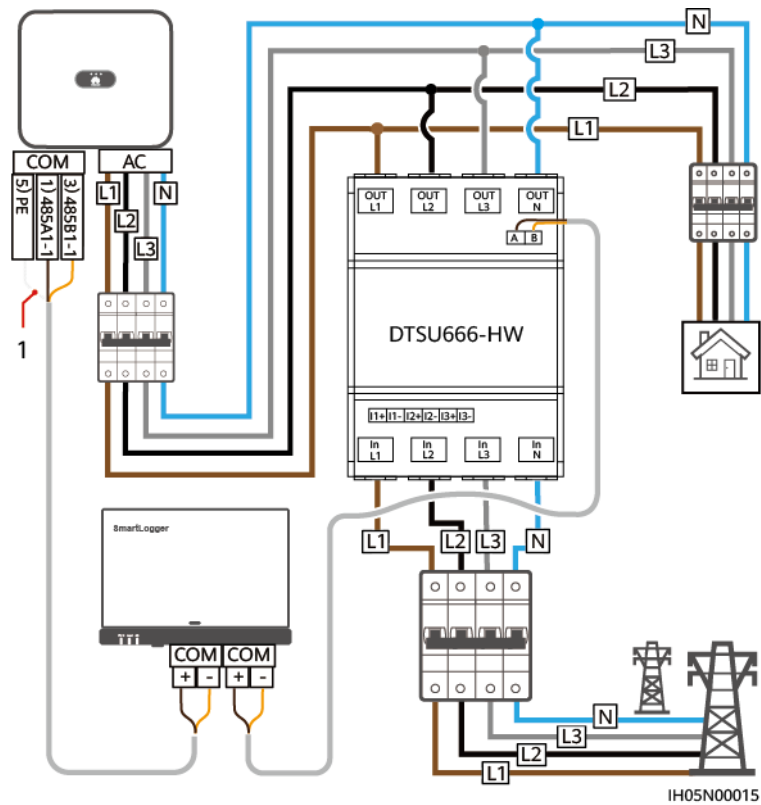 N
L3
L2
L1
COM
AC
5) PE
1) 485A1-1
3) 485B1-1
L1
L2
L3
N
1
OUT L1
OUT L2
OUT L3
OUT N
A B
DTSU666-HW
I1+ I1- I2+ I2- I3+ I3-
In L1
In L2
In L3
In N
SmartLogger
L1
L2
L3
N
COM COM
+ - + -
N
L3
L2
L1
IH05N00015